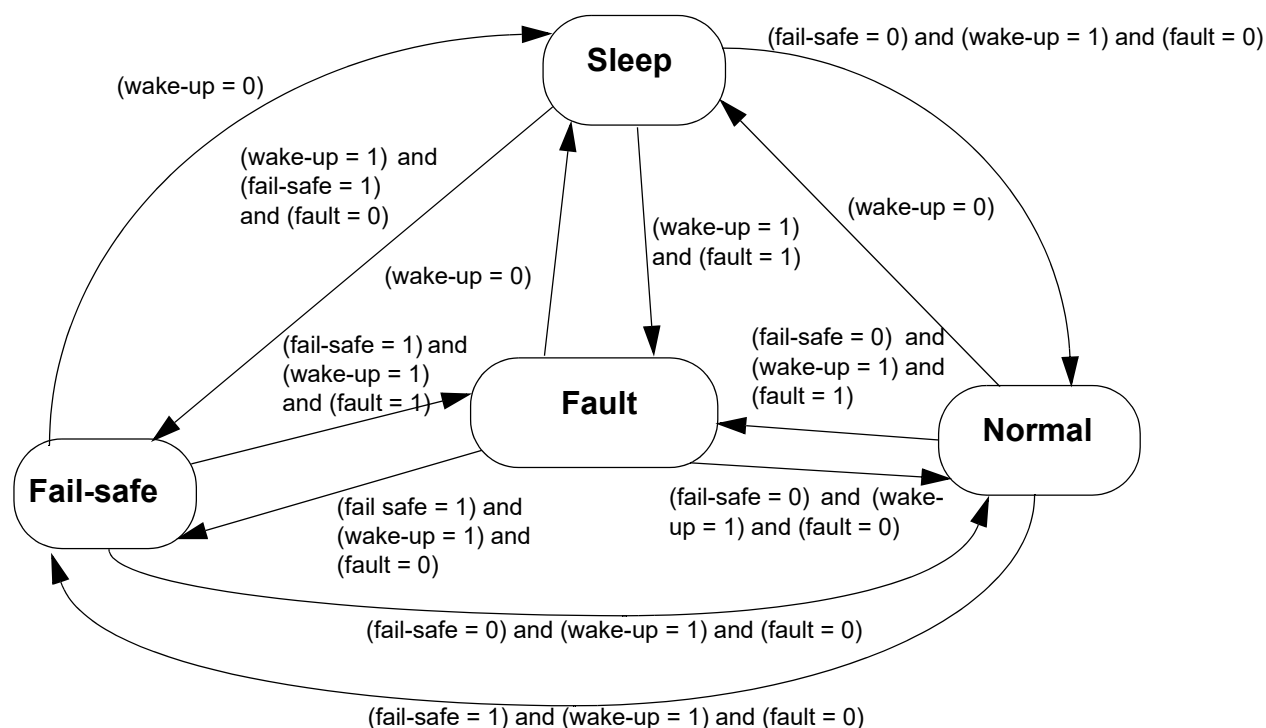 Sleep
(fail-safe = 0) and (wake-up = 1) and (fault = 0)
(wake-up = 0)
(wake-up = 1) and
(fail-safe = 1)
and (fault = 0)
(wake-up = 0)
(wake-up = 1)
and (fault = 1)
(wake-up = 0)
(fail-safe = 1) and
(wake-up = 1)
and (fault = 1)
Fault
(fail-safe = 0) and
(wake-up = 1) and
(fault = 1)
Normal
Fail-safe
(fail safe = 1) and
(wake-up = 1) and
(fault = 0)
(fail-safe = 0) and (wake-
up = 1) and (fault = 0)
(fail-safe = 0) and (wake-up = 1) and (fault = 0)
(fail-safe = 1) and (wake-up = 1) and (fault = 0)